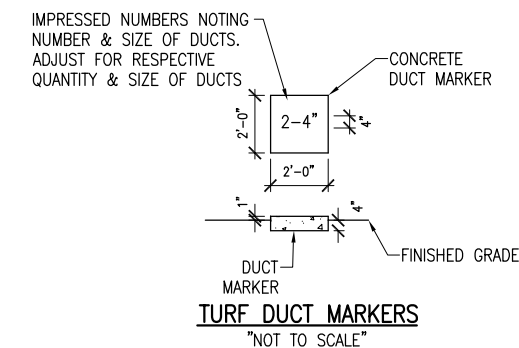 IMPRESSED NUMBERS NOTING
NUMBER & SIZE OF DUCTS.
ADJUST FOR RESPECTIVE
QUANTITY & SIZE OF DUCTS
CONCRETE
DUCT MARKER
2'-0"
2-4"
4"
2'-0"
1"
4"
FINISHED GRADE
DUCT
MARKER
TURF DUCT MARKERS
"NOT TO SCALE"